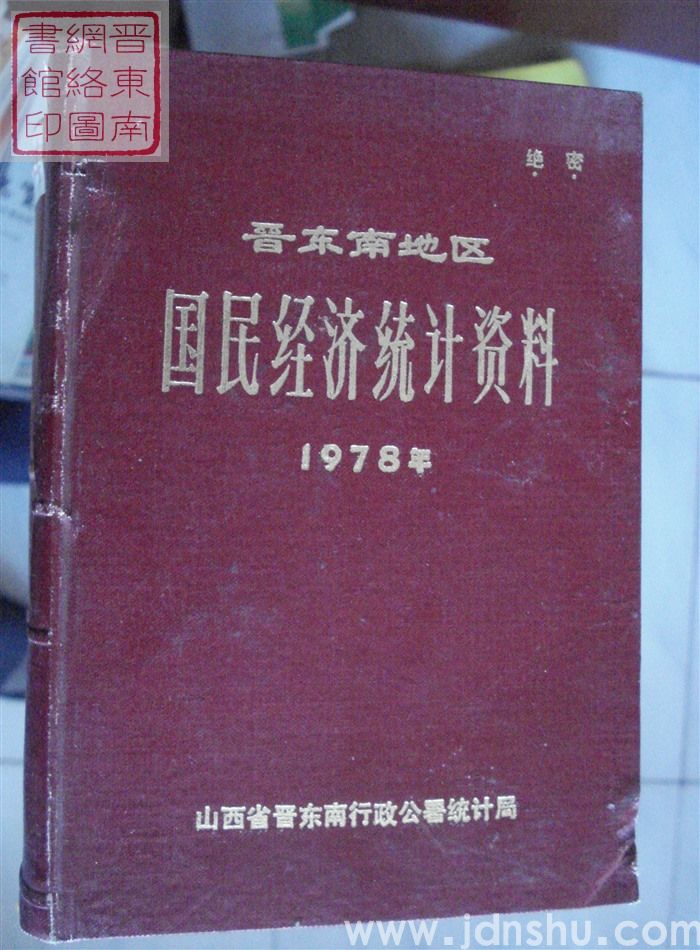 晋東南
網絡圖
書館印
绝密
晋东南地区
国民经济统计资料
1978年
山西省晋东南行政公署统计局
www.jdnshu.com